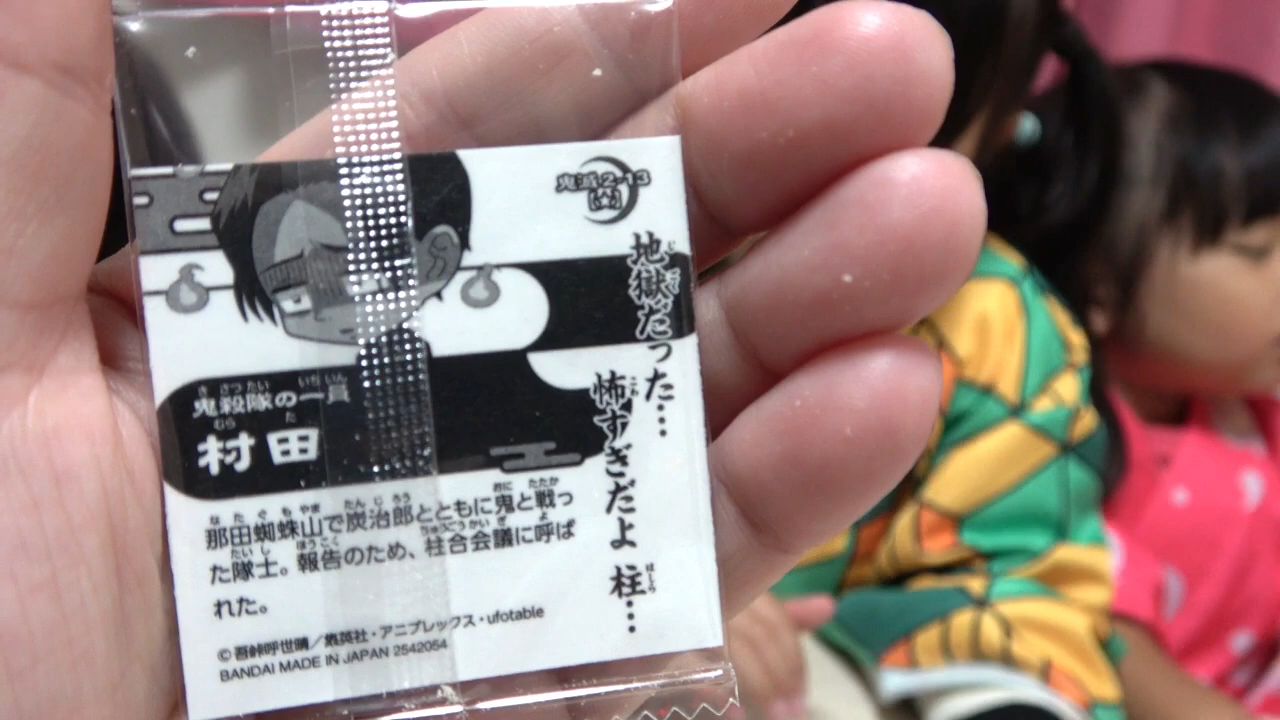 鬼滅2-13
地獄だった…
怖すぎだよ 柱…
鬼殺隊の一員
村田
那田蜘蛛山で炭治郎とともに鬼と戦っ
た隊士。報告のため、柱合会議に呼ば
れた。
©吾峠呼世晴／集英社・アニプレックス・ufotable
BANDAI MADE IN JAPAN 2542054